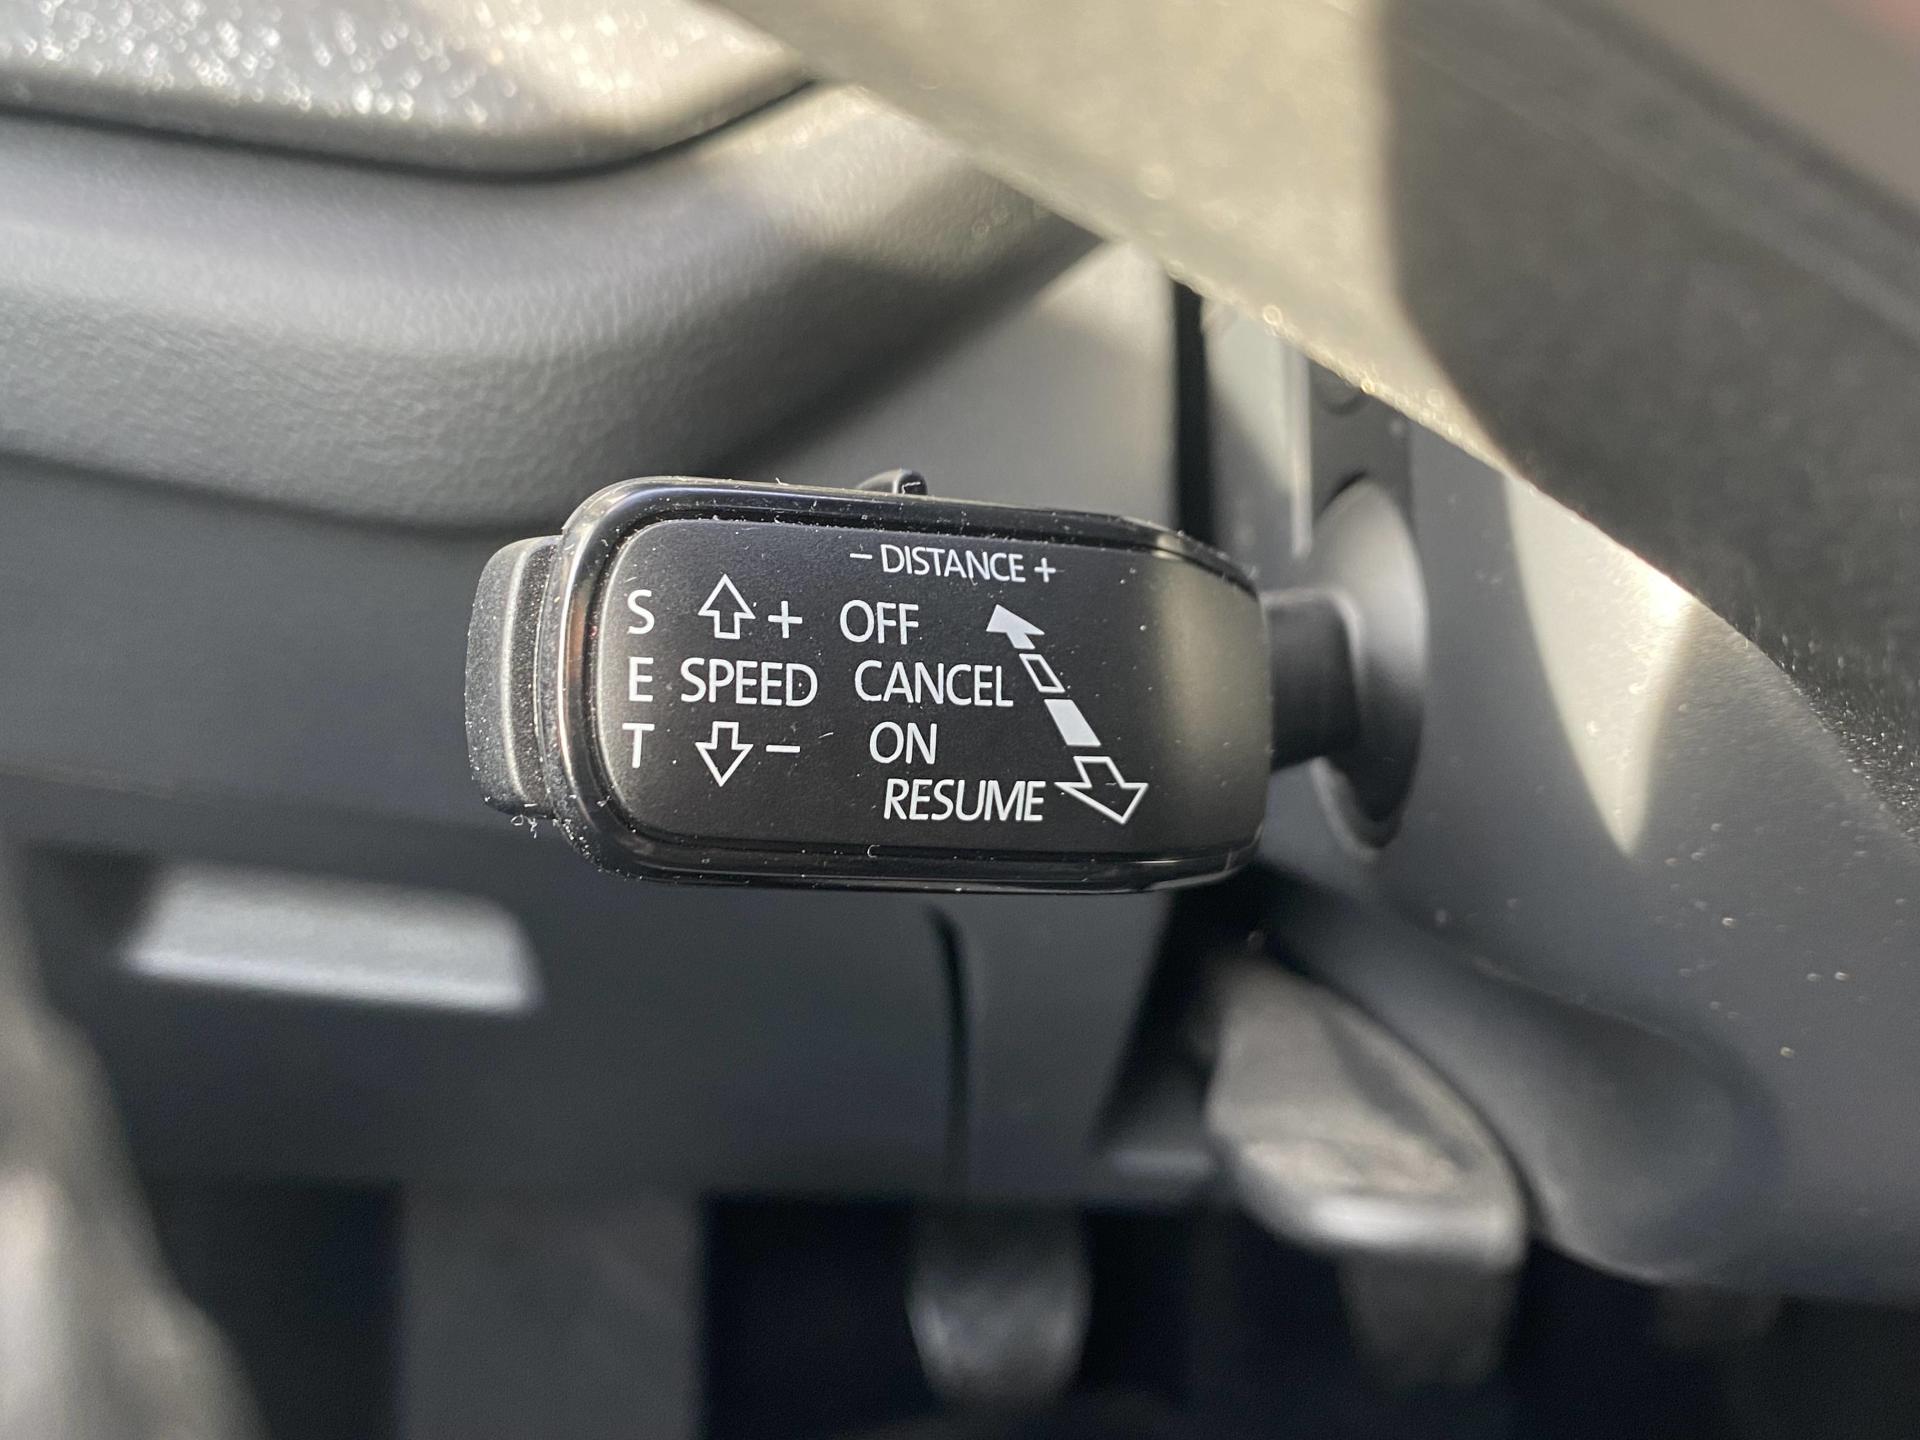 – DISTANCE +
S + OFF
E SPEED CANCEL
T – ON
RESUME